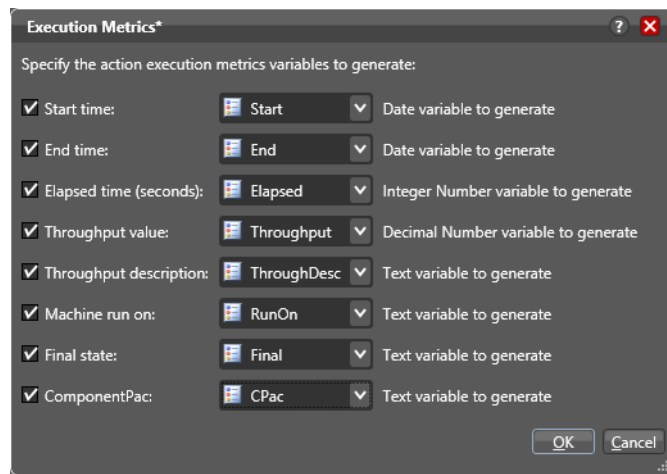 Execution Metrics* ?
Specify the action execution metrics variables to generate:
Start time: Start Date variable to generate
End time: End Date variable to generate
Elapsed time (seconds): Elapsed Integer Number variable to generate
Throughput value: Throughput Decimal Number variable to generate
Throughput description: ThroughDesc Text variable to generate
Machine run on: RunOn Text variable to generate
Final state: Final Text variable to generate
ComponentPac: CPac Text variable to generate
OK Cancel